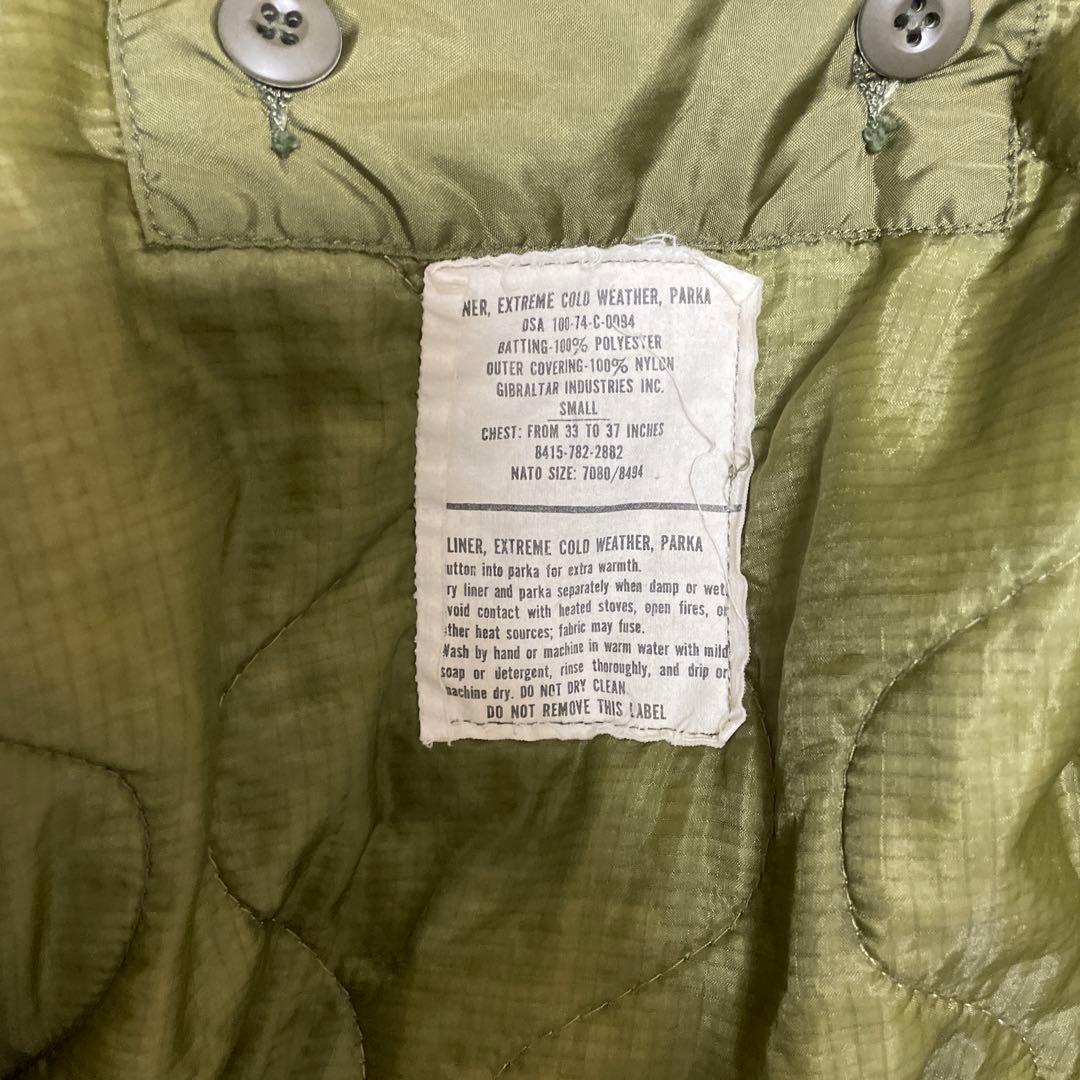 NER, EXTREME COLD WEATHER, PARKA
DSA 100-74-C-0094
BATTING-100% POLYESTER
OUTER COVERING-100% NYLON
GIBRALTAR INDUSTRIES INC.
SMALL
CHEST: FROM 33 TO 37 INCHES
8415-782-2882
NATO SIZE: 7080/8494
LINER, EXTREME COLD WEATHER, PARKA
utton into parka for extra warmth.
ry liner and parka separately when damp or wet.
void contact with heated stoves, open fires, or
ther heat sources; fabric may fuse.
Wash by hand or machine in warm water with mild
soap or detergent, rinse thoroughly, and drip or
machine dry. DO NOT DRY CLEAN
DO NOT REMOVE THIS LABEL